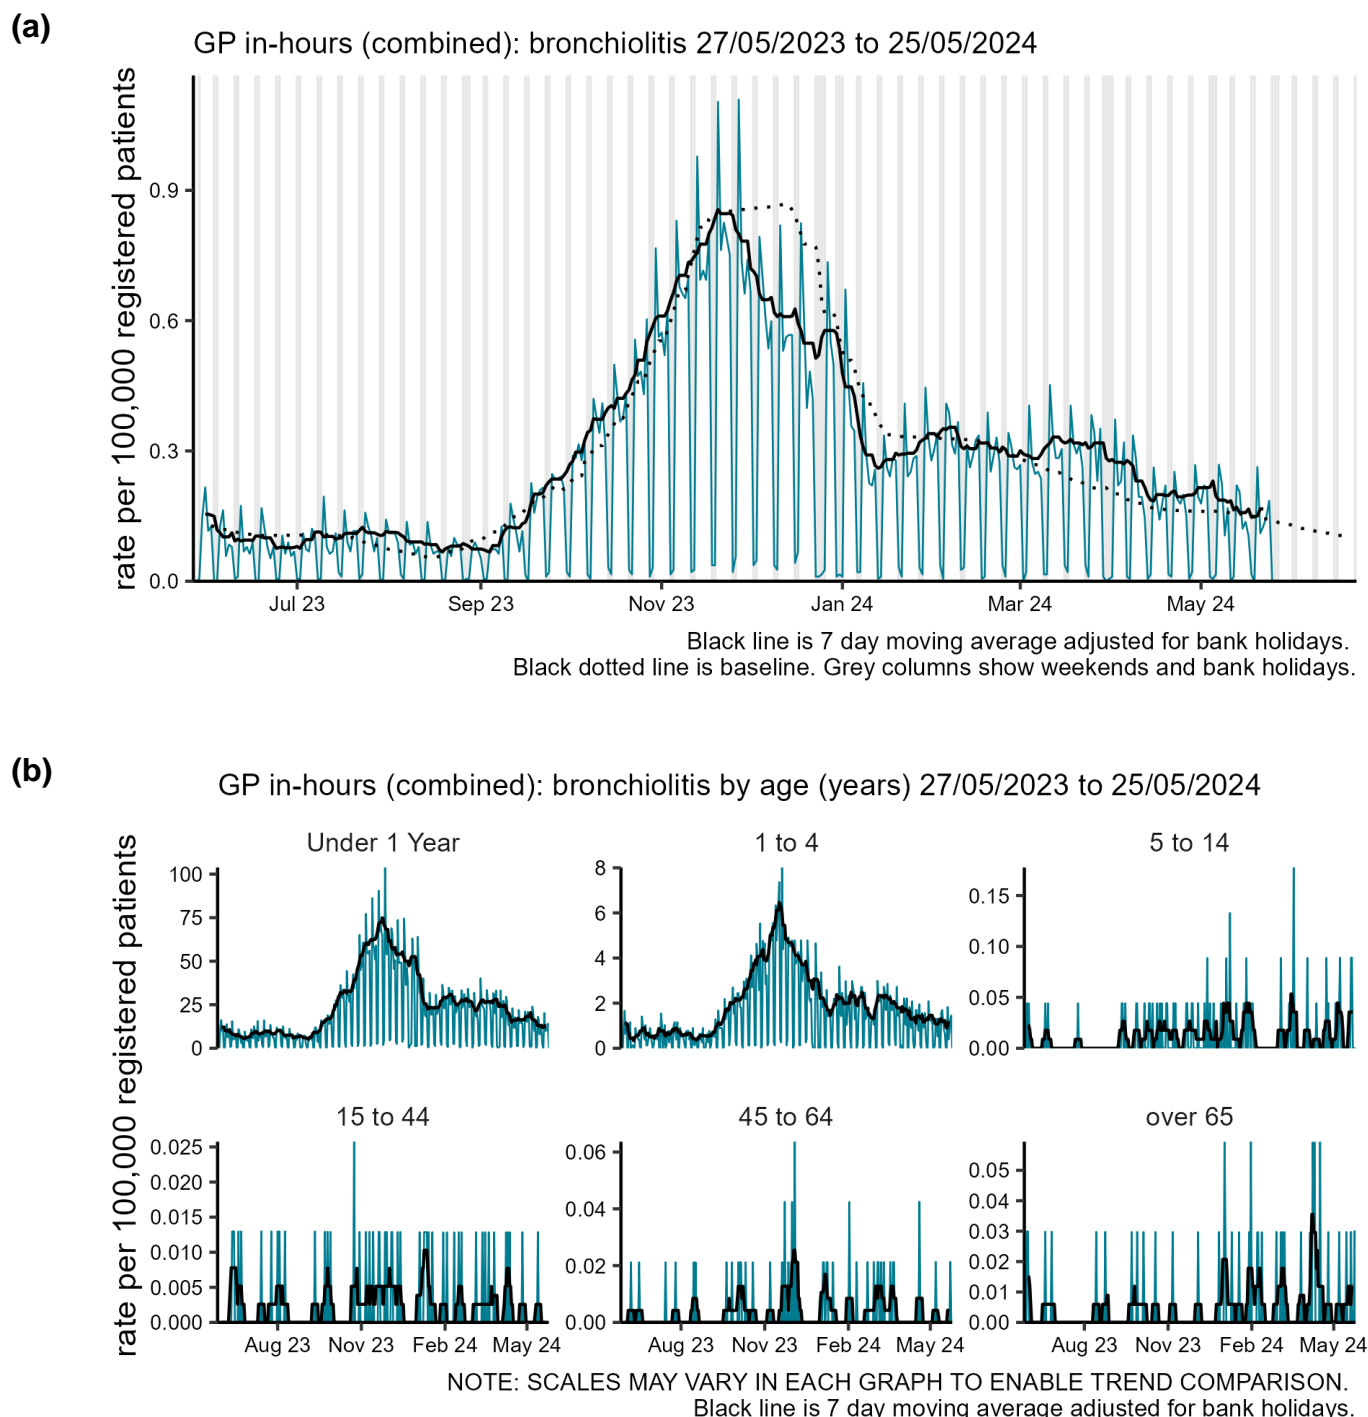 (a)
GP in-hours (combined): bronchiolitis 27/05/2023 to 25/05/2024
rate per 100,000 registered patients
0.9
0.6
0.3
0.0
Jul 23 Sep 23 Nov 23 Jan 24 Mar 24 May 24
Black line is 7 day moving average adjusted for bank holidays.
Black dotted line is baseline. Grey columns show weekends and bank holidays.
(b)
GP in-hours (combined): bronchiolitis by age (years) 27/05/2023 to 25/05/2024
rate per 100,000 registered patients
Under 1 Year
100
75
50
25
0
1 to 4
8
6
4
2
0
5 to 14
0.15
0.10
0.05
0.00
15 to 44
0.025
0.020
0.015
0.010
0.005
0.000
Aug 23 Nov 23 Feb 24 May 24
45 to 64
0.06
0.04
0.02
0.00
Aug 23 Nov 23 Feb 24 May 24
over 65
0.05
0.04
0.03
0.02
0.01
0.00
Aug 23 Nov 23 Feb 24 May 24
NOTE: SCALES MAY VARY IN EACH GRAPH TO ENABLE TREND COMPARISON.
Black line is 7 day moving average adjusted for bank holidays.